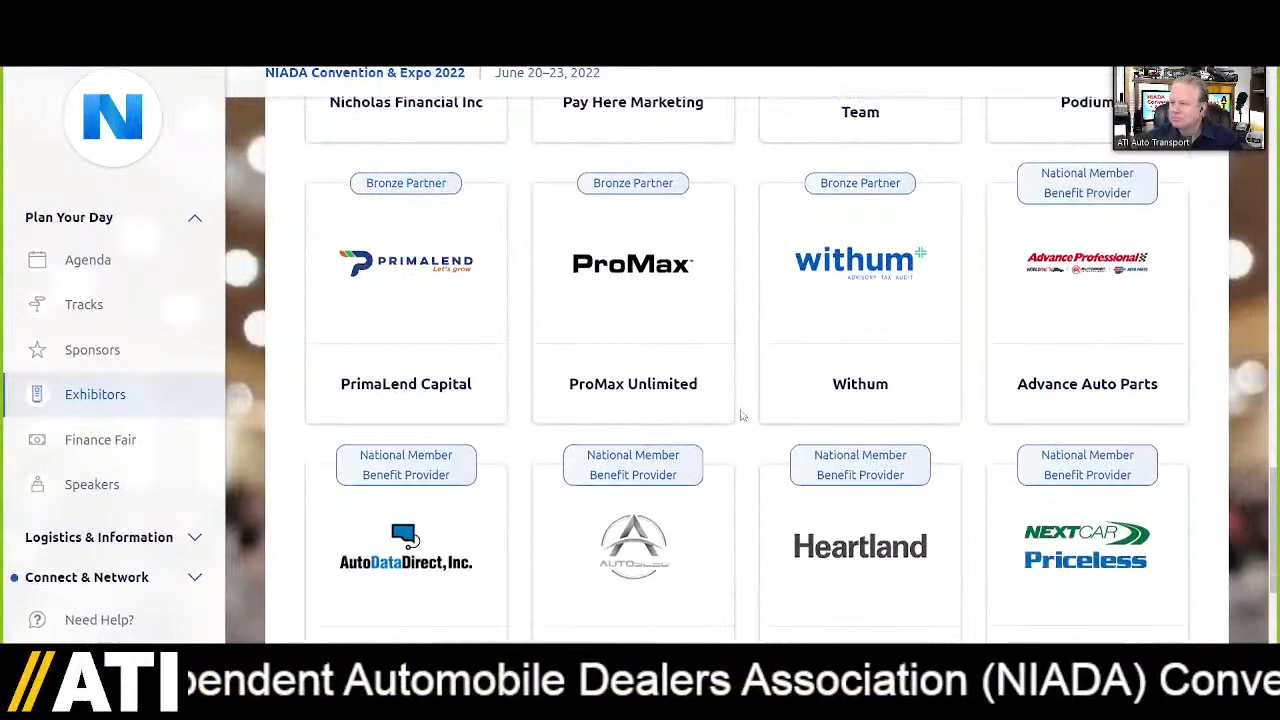 NIADA Convention & Expo 2022 | June 20–23, 2022
N
Nicholas Financial Inc
Pay Here Marketing
Team
Podium
ATI Auto Transport
Plan Your Day
Agenda
Tracks
Sponsors
Exhibitors
Finance Fair
Speakers
Logistics & Information
Connect & Network
Need Help?
Bronze Partner
PRIMALEND
Let's grow
PrimaLend Capital
Bronze Partner
ProMax
ProMax Unlimited
Bronze Partner
withum
ADVISORY TAX AUDIT
Withum
National Member
Benefit Provider
Advance Professional
Advance Auto Parts
National Member
Benefit Provider
AutoDataDirect, Inc.
National Member
Benefit Provider
National Member
Benefit Provider
Heartland
National Member
Benefit Provider
NEXTCAR
Priceless
//ATI
pendent Automobile Dealers Association (NIADA) Conve